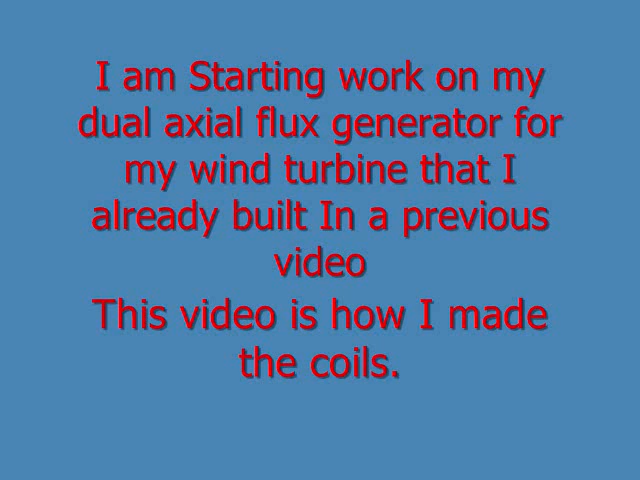 I am Starting work on my
dual axial flux generator for
my wind turbine that I
already built In a previous
video
This video is how I made
the coils.